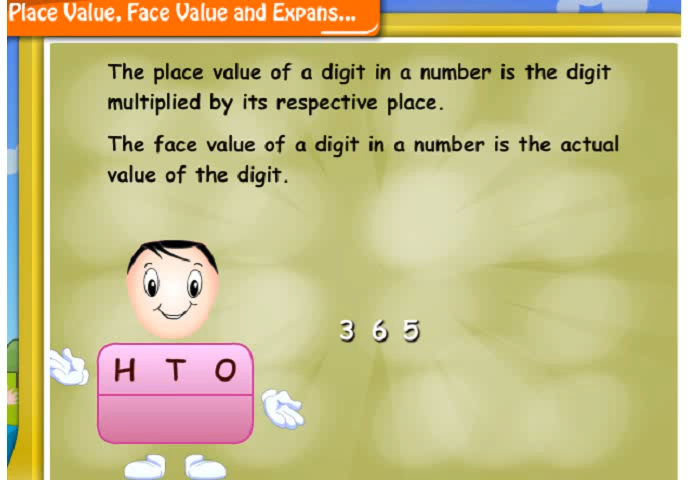 Place Value, Face Value and Expans...
The place value of a digit in a number is the digit
multiplied by its respective place.
The face value of a digit in a number is the actual
value of the digit.
3 6 5
H T O